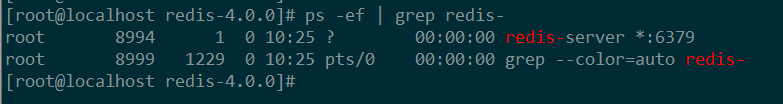 [root@localhost redis-4.0.0]# ps -ef | grep redis-
root       8994      1  0 10:25 ?        00:00:00 redis-server *:6379
root       8999   1229  0 10:25 pts/0    00:00:00 grep --color=auto redis-
[root@localhost redis-4.0.0]#